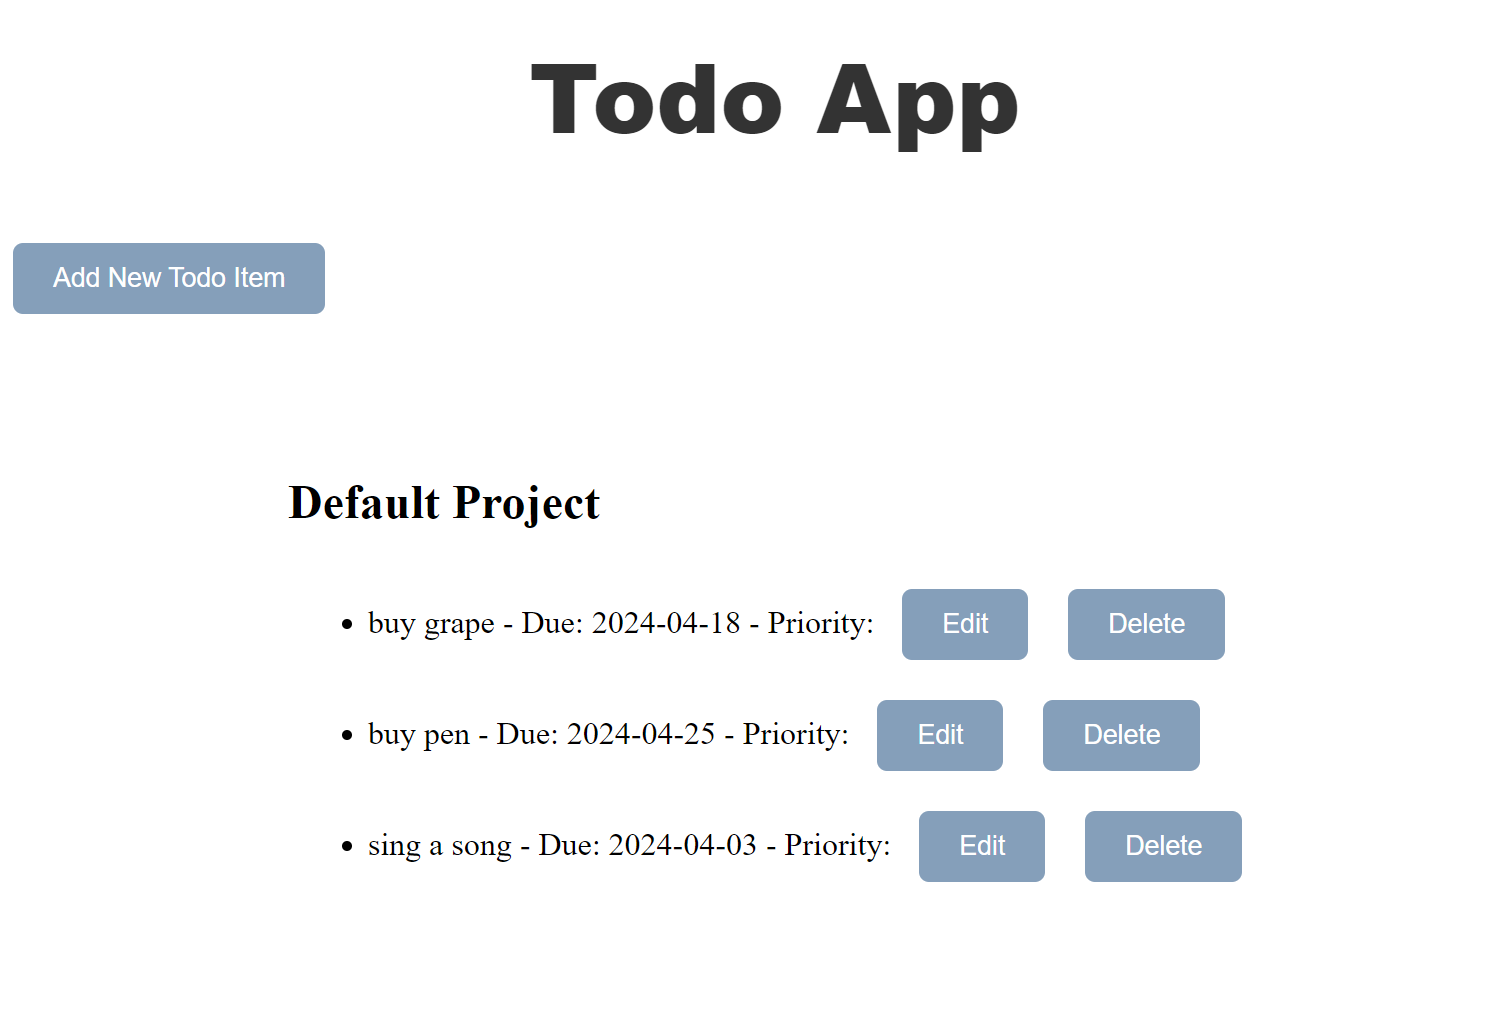 Todo App
Add New Todo Item
Default Project
buy grape - Due: 2024-04-18 - Priority: Edit Delete
buy pen - Due: 2024-04-25 - Priority: Edit Delete
sing a song - Due: 2024-04-03 - Priority: Edit Delete